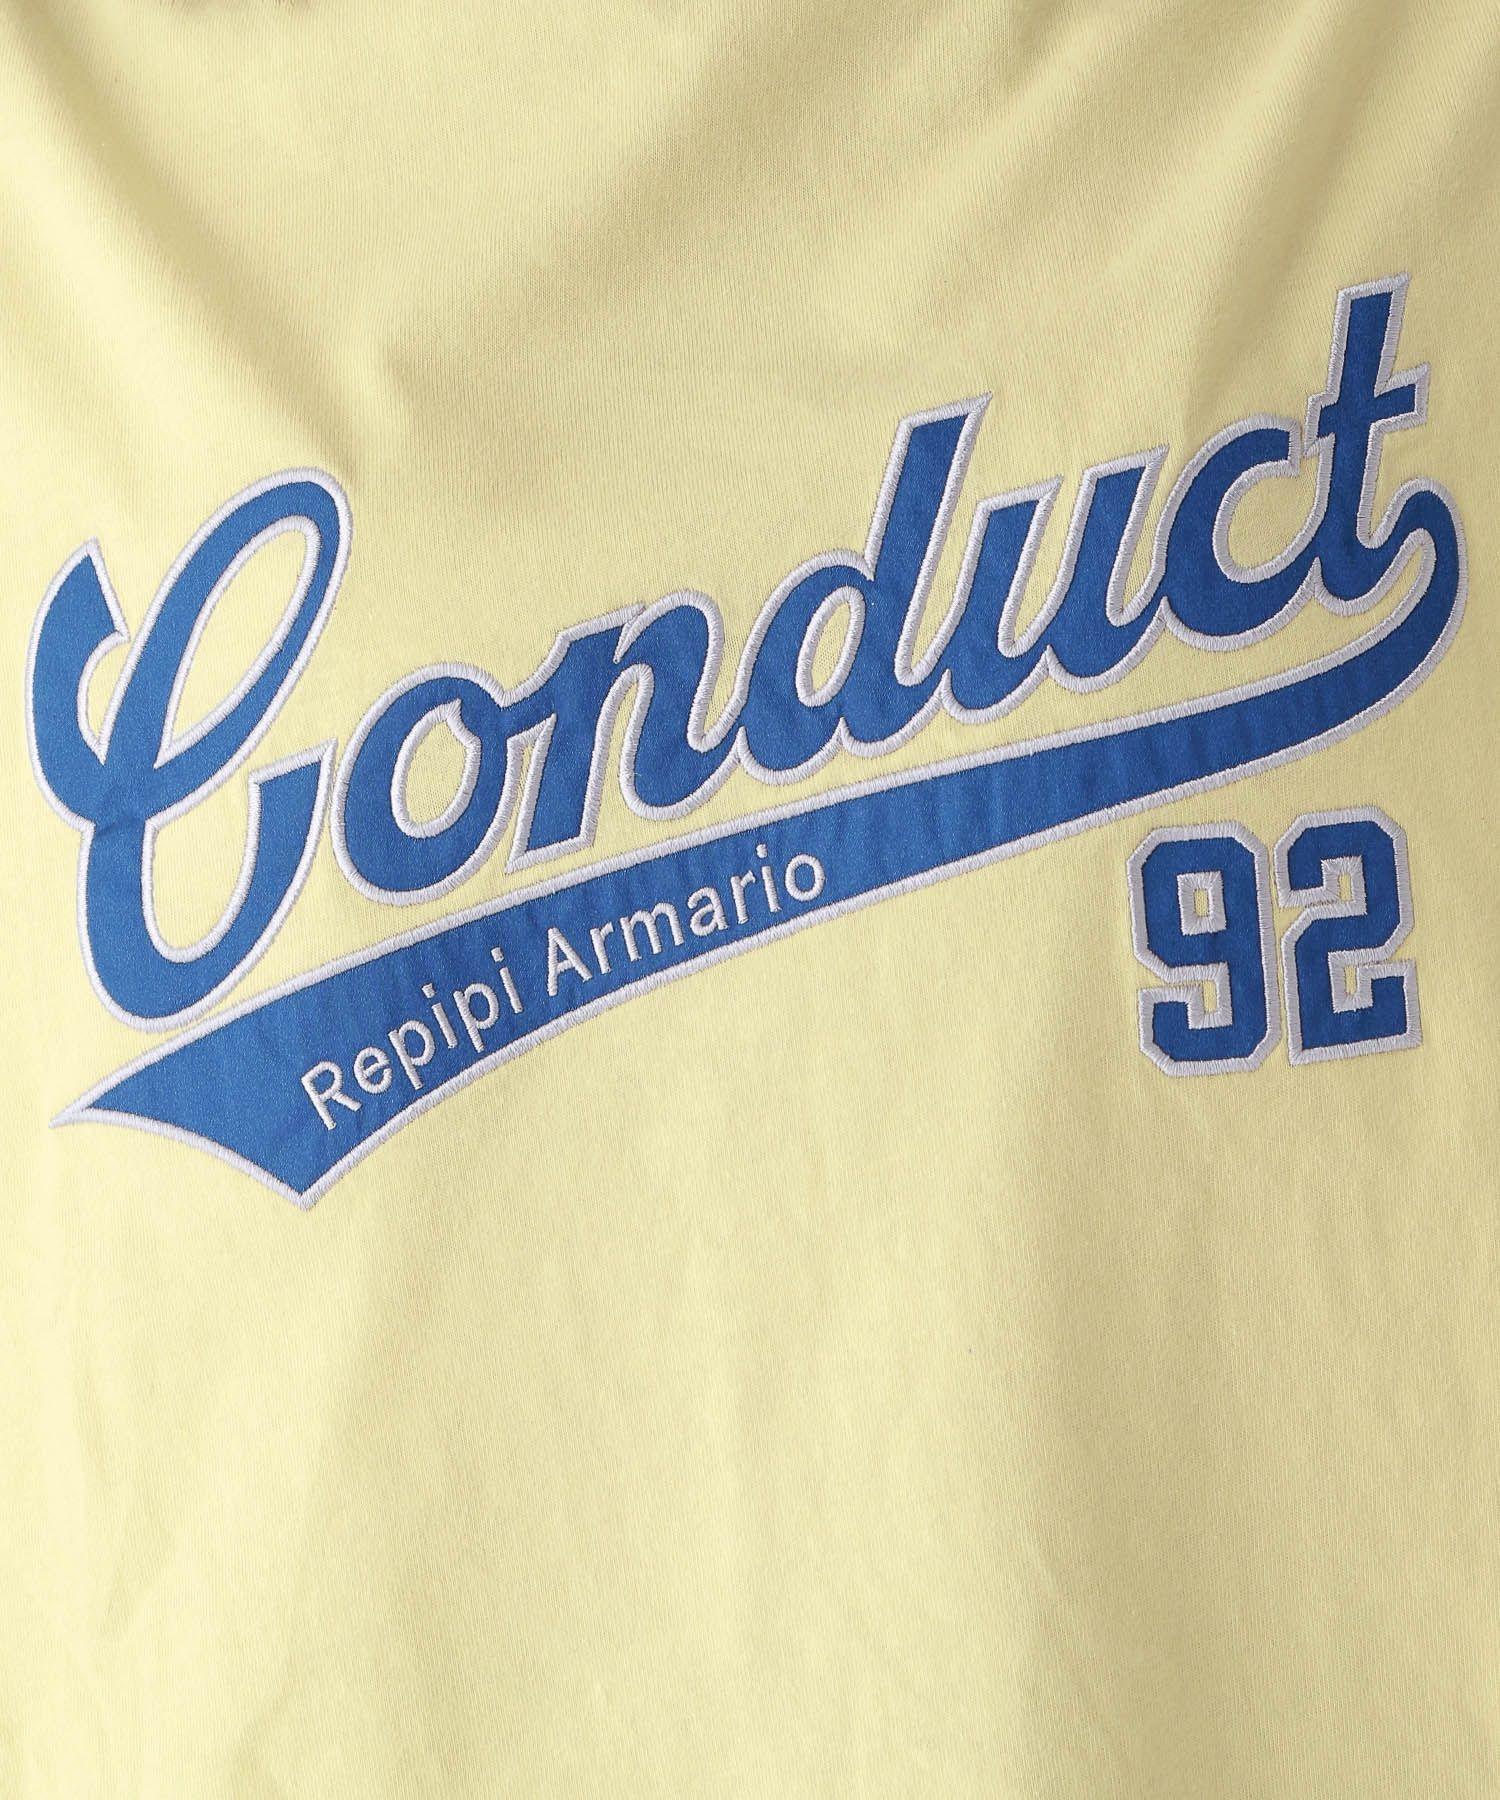 Conduct
Repipi Armario
92